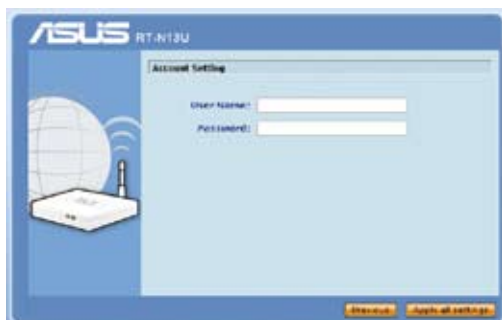 ASUS RT-N13U
Account Setting
User Name:
Password:
Previous Apply all settings